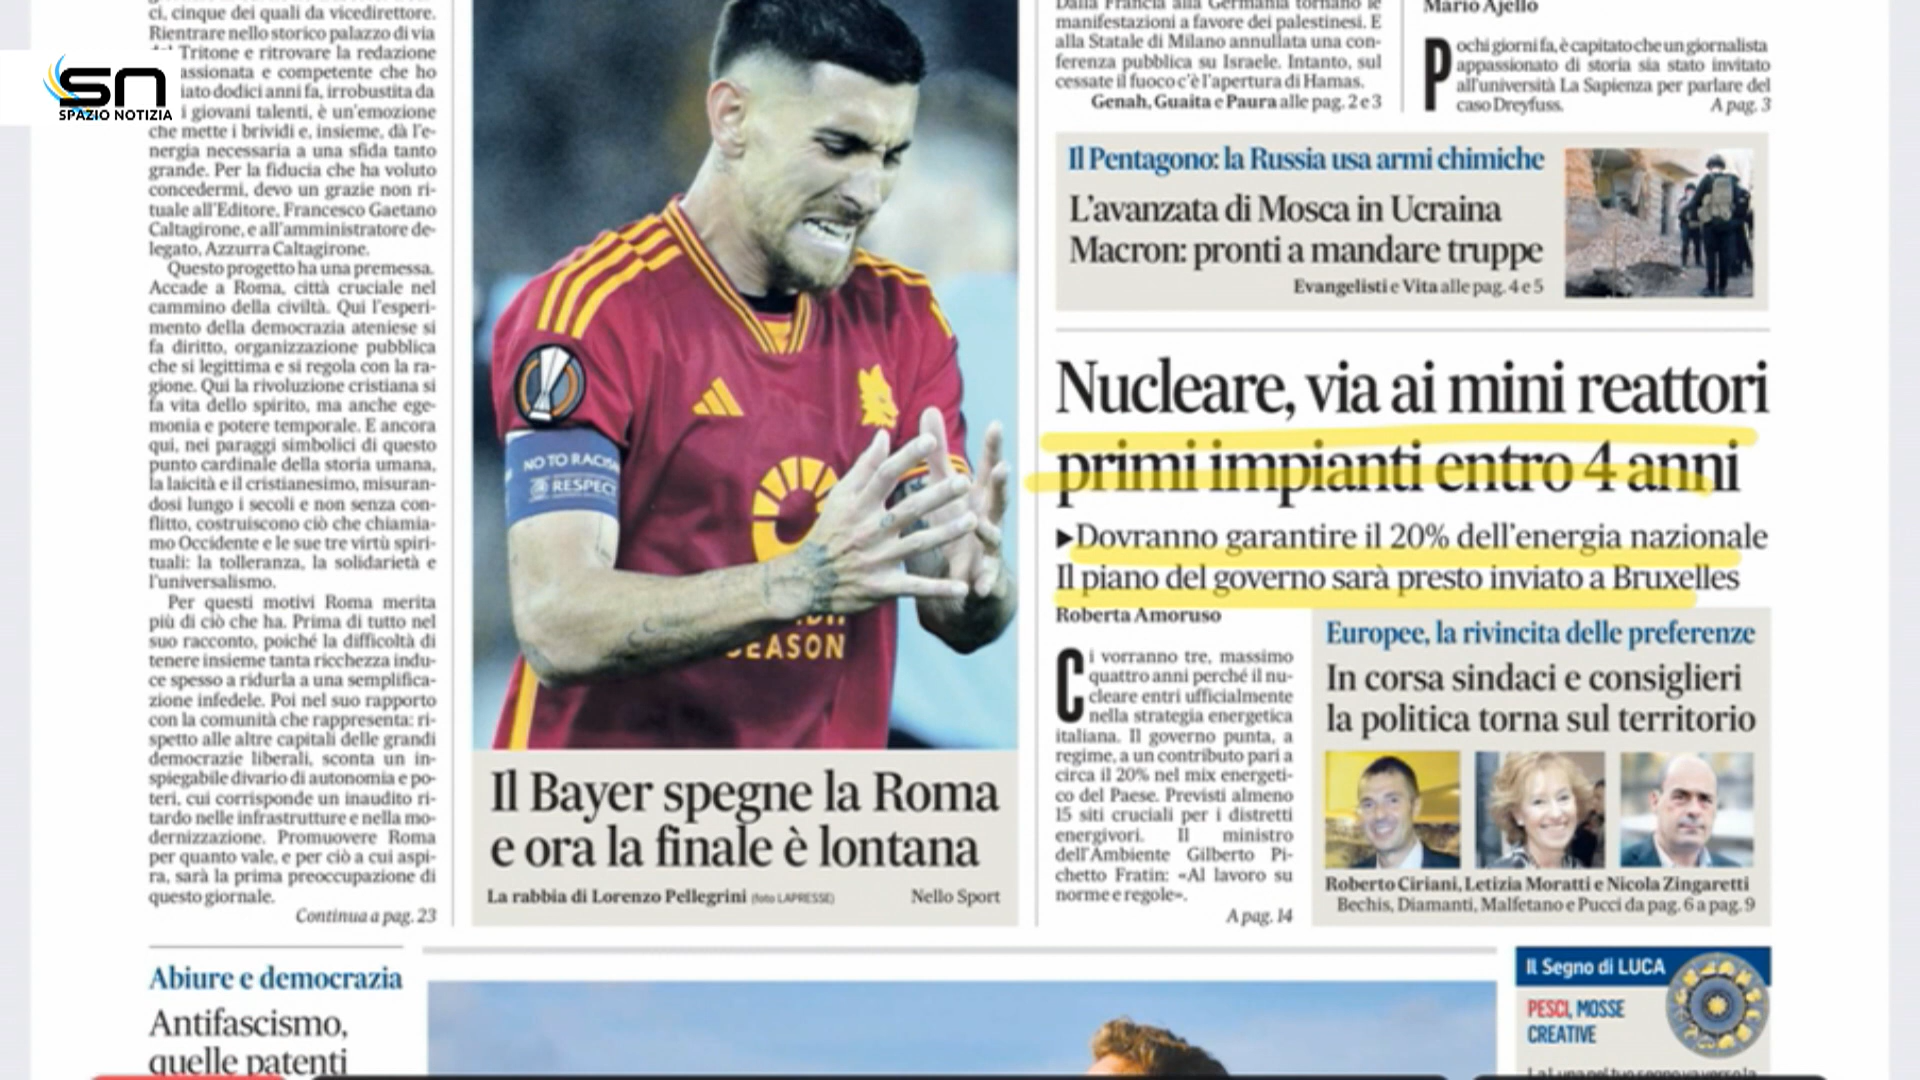 ci, cinque dei quali da vicedirettore.
Rientrare nello storico palazzo di via
Tritone e ritrovare la redazione
assionata e competente che ho
iato dodici anni fa, irrobustita da
i giovani talenti, è un'emozione
che mette i brividi e, insieme, dà l'e-
nergia necessaria a una sfida tanto
grande. Per la fiducia che ha voluto
concedermi, devo un grazie non ri-
tuale all'Editore, Francesco Gaetano
Caltagirone, e all'amministratore de-
legato, Azzurra Caltagirone.
Questo progetto ha una premessa.
Accade a Roma, città cruciale nel
cammino della civiltà. Qui l'esperi-
mento della democrazia ateniese si
fa diritto, organizzazione pubblica
che si legittima e si regola con la ra-
gione. Qui la rivoluzione cristiana si
fa vita dello spirito, ma anche ege-
monia e potere temporale. E ancora
qui, nei paraggi simbolici di questo
punto cardinale della storia umana,
la laicità e il cristianesimo, misuran-
dosi lungo i secoli e non senza con-
flitto, costruiscono ciò che chiamia-
mo Occidente e le sue tre virtù spiri-
tuali: la tolleranza, la solidarietà e
l'universalismo.
Per questi motivi Roma merita
più di ciò che ha. Prima di tutto nel
suo racconto, poiché la difficoltà di
tenere insieme tanta ricchezza indu-
ce spesso a ridurla a una semplifica-
zione infedele. Poi nel suo rapporto
con la comunità che rappresenta: ri-
spetto alle altre capitali delle grandi
democrazie liberali, sconta un in-
spiegabile divario di autonomia e po-
teri, cui corrisponde un inaudito ri-
tardo nelle infrastrutture e nella mo-
dernizzazione. Promuovere Roma
per quanto vale, e per ciò a cui aspi-
ra, sarà la prima preoccupazione di
questo giornale.
Continua a pag. 23
SN
SPAZIO NOTIZIA
NO TO RACIS
RESPECT
SEASON
Il Bayer spegne la Roma
e ora la finale è lontana
La rabbia di Lorenzo Pellegrini (foto LAPRESSE) Nello Sport
Dalla Francia alla Germania tornano le
manifestazioni a favore dei palestinesi. E
alla Statale di Milano annullata una con-
ferenza pubblica su Israele. Intanto, sul
cessate il fuoco c'è l'apertura di Hamas.
Genah, Guaita e Paura alle pag. 2 e 3
Mario Ajello
Pochi giorni fa, è capitato che un giornalista
appassionato di storia sia stato invitato
all'università La Sapienza per parlare del
caso Dreyfuss. A pag. 3
Il Pentagono: la Russia usa armi chimiche
L'avanzata di Mosca in Ucraina
Macron: pronti a mandare truppe
Evangelisti e Vita alle pag. 4 e 5
Nucleare, via ai mini reattori
primi impianti entro 4 anni
▶Dovranno garantire il 20% dell'energia nazionale
Il piano del governo sarà presto inviato a Bruxelles
Roberta Amoruso
Ci vorranno tre, massimo
quattro anni perché il nu-
cleare entri ufficialmente
nella strategia energetica
italiana. Il governo punta, a
regime, a un contributo pari a
circa il 20% nel mix energeti-
co del Paese. Previsti almeno
15 siti cruciali per i distretti
energivori. Il ministro
dell'Ambiente Gilberto Pi-
chetto Fratin: «Al lavoro su
norme e regole».
A pag. 14
Europee, la rivincita delle preferenze
In corsa sindaci e consiglieri
la politica torna sul territorio
Roberto Ciriani, Letizia Moratti e Nicola Zingaretti
Bechis, Diamanti, Malfetano e Pucci da pag. 6 a pag. 9
Abiure e democrazia
Antifascismo,
quelle patenti
Il Segno di LUCA
PESCI, MOSSE
CREATIVE